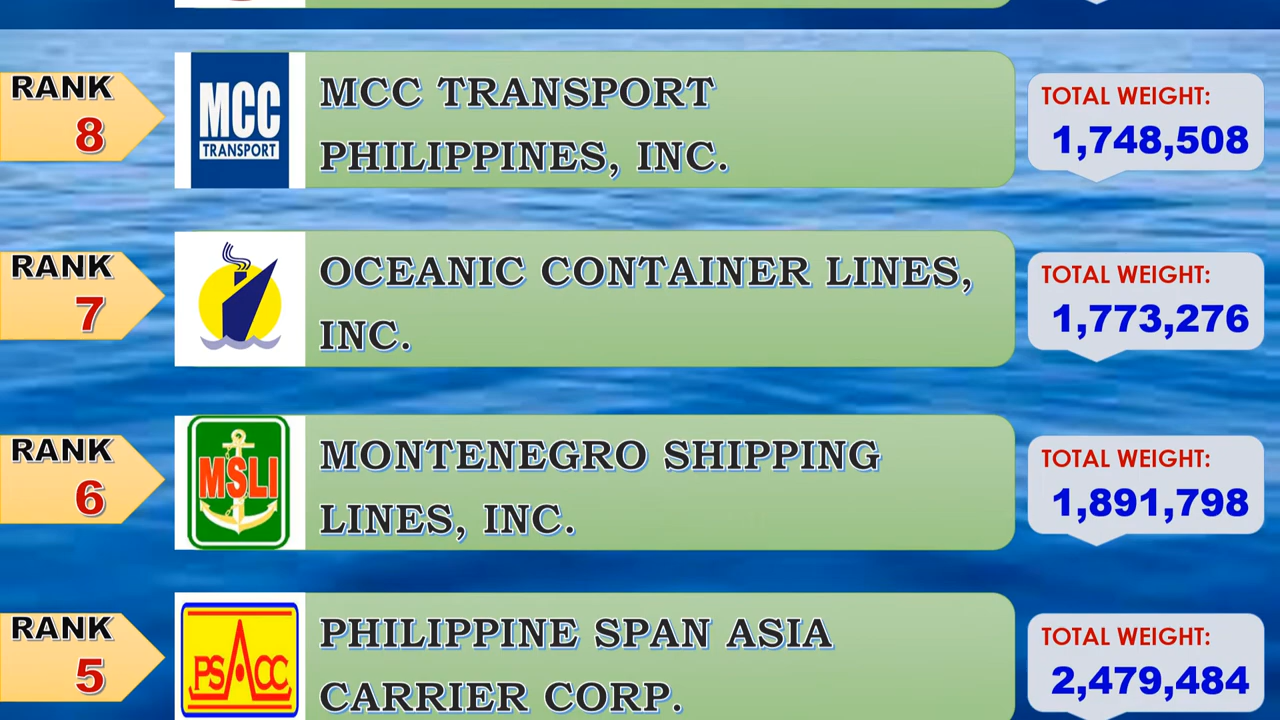 RANK
8
MCC
TRANSPORT
MCC TRANSPORT
PHILIPPINES, INC.
TOTAL WEIGHT:
1,748,508
RANK
7
OCEANIC CONTAINER LINES,
INC.
TOTAL WEIGHT:
1,773,276
RANK
6
MSLI
MONTENEGRO SHIPPING
LINES, INC.
TOTAL WEIGHT:
1,891,798
RANK
5
PSACC
PHILIPPINE SPAN ASIA
CARRIER CORP.
TOTAL WEIGHT:
2,479,484